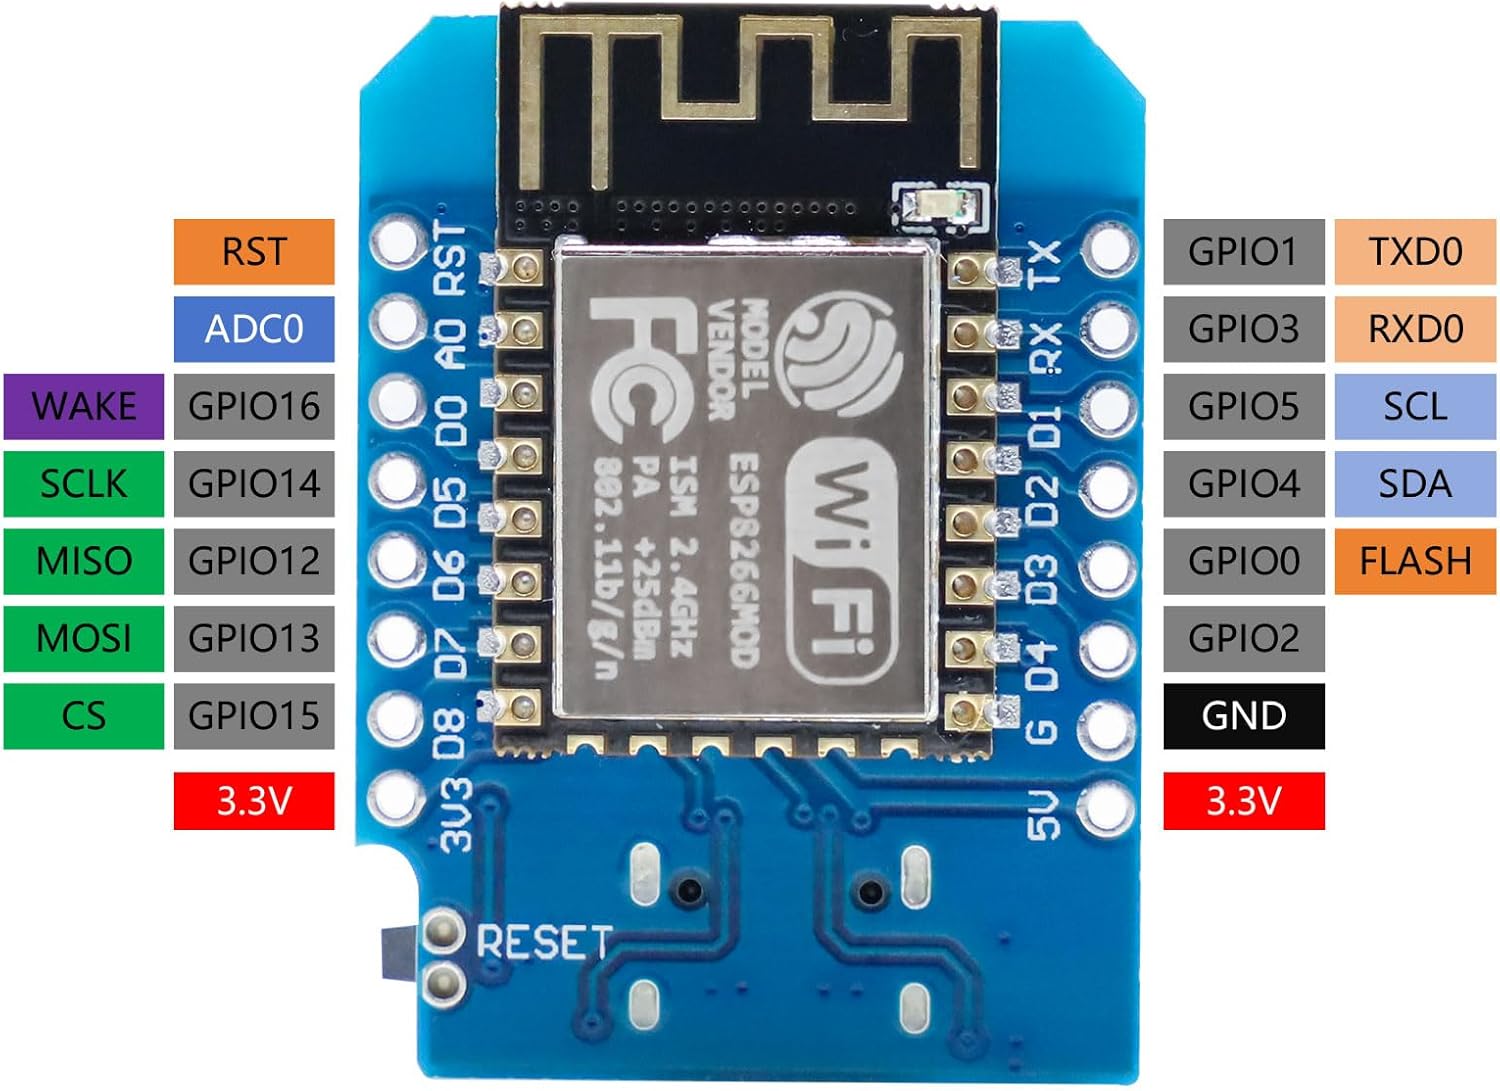 RST
ADC0
WAKE GPIO16
SCLK GPIO14
MISO GPIO12
MOSI GPIO13
CS GPIO15
3.3V
RST
A0
D0
D5
D6
D7
D8
3V3
RESET
MODEL
VENDOR
FC
WiFi
ESP8266MOD
ISM 2.4GHz
PA +25dBm
802.11b/g/n
TX
RX
D1
D2
D3
D4
G
5V
GPIO1 TXD0
GPIO3 RXD0
GPIO5 SCL
GPIO4 SDA
GPIO0 FLASH
GPIO2
GND
3.3V